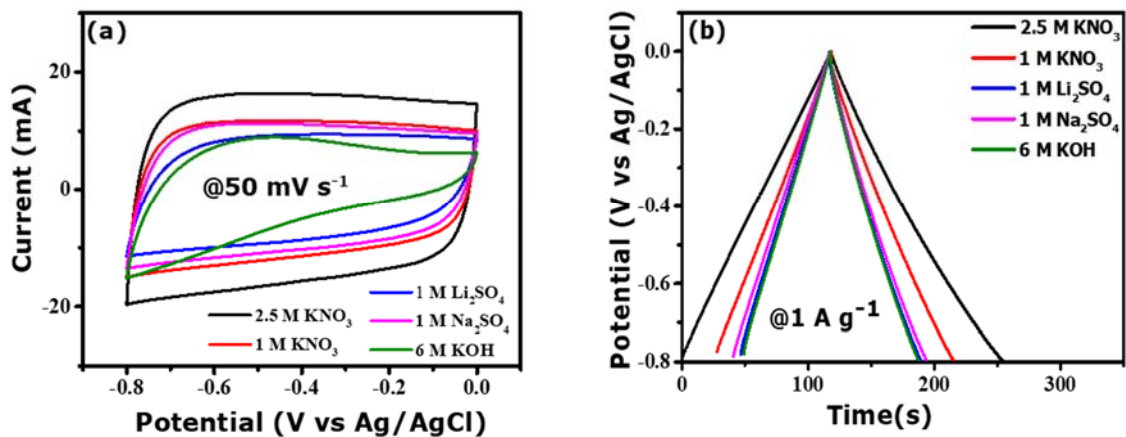 (a)
20
0
-20
Current (mA)
@50 mV s⁻¹
1 M Li₂SO₄
2.5 M KNO₃
1 M Na₂SO₄
1 M KNO₃
6 M KOH
-0.8
-0.6
-0.4
-0.2
0.0
Potential (V vs Ag/AgCl)
(b)
0.0
-0.2
-0.4
-0.6
-0.8
Potential (V vs Ag/AgCl)
2.5 M KNO₃
1 M KNO₃
1 M Li₂SO₄
1 M Na₂SO₄
6 M KOH
@1 A g⁻¹
0
100
200
300
Time(s)